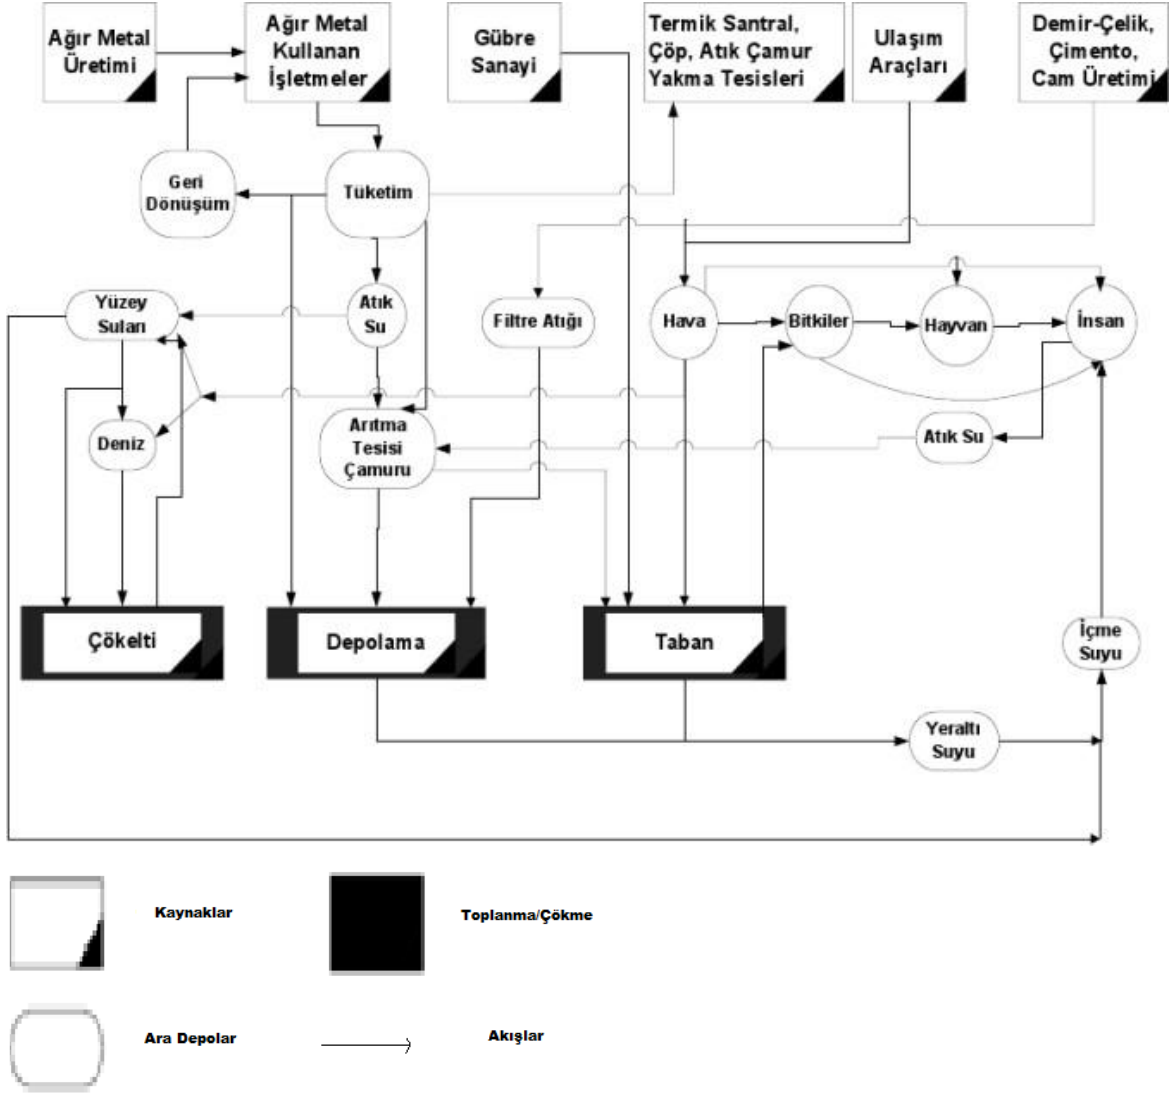 Ağır Metal
Üretimi
Ağır Metal
Kullanan
İşletmeler
Gübre
Sanayi
Termik Santral,
Çöp, Atık Çamur
Yakma Tesisleri
Ulaşım
Araçları
Demir-Çelik,
Çimento,
Cam Üretimi
Geri
Dönüşüm
Tüketim
Yüzey
Suları
Atık
Su
Filtre Atığı
Hava
Bitkiler
Hayvan
İnsan
Deniz
Arıtma
Tesisi
Çamuru
Atık Su
Çökelti
Depolama
Taban
İçme
Suyu
Yeraltı
Suyu
Kaynaklar
Toplanma/Çökme
Ara Depolar
Akışlar